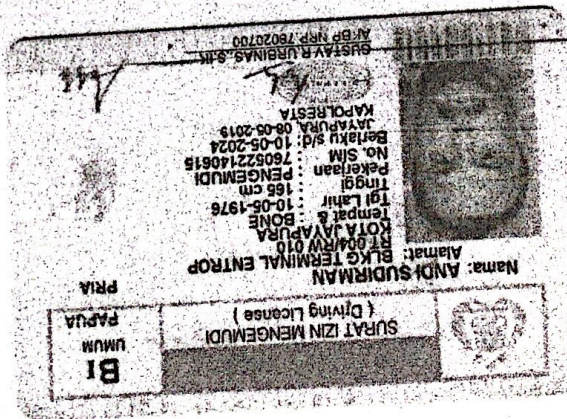 SURAT IZIN MENGEMUDI
( Driving License )
BI
UMUM
PAPUA
PRIA
Nama: ANDI SUDIRMAN
Alamat: BLKG TERMINAL ENTROP
RT 004/RW 010
KOTA JAYAPURA
Tempat & : BONE
Tgl Lahir : 10-05-1976
Tinggi : 165 cm
Pekerjaan : PENGEMUDI
No. SIM : 760522140615
Berlaku s/d : 10-05-2024
JAYAPURA, 08-05-2019
KAPOLRESTA
GUSTAV R URBINAS, S.IK
AKBP NRP 78020700